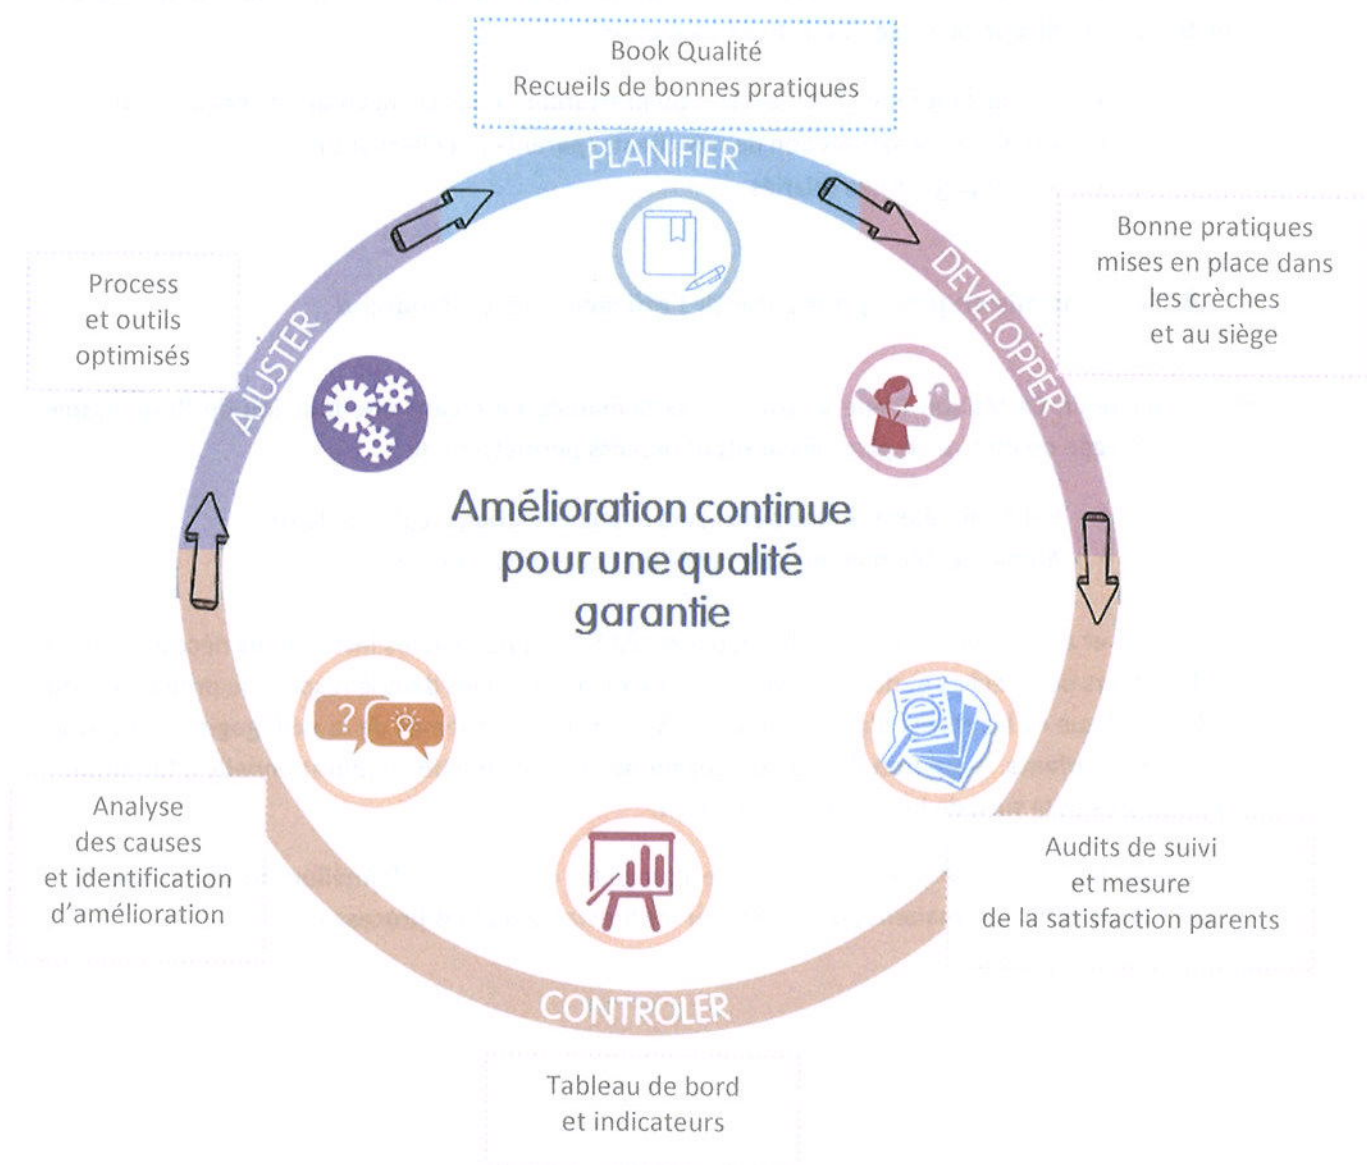 Book Qualité
Recueils de bonnes pratiques
PLANIFIER
Bonne pratiques
mises en place dans
les crèches
et au siège
DEVELOPPER
Process
et outils
optimisés
AJUSTER
Amélioration continue
pour une qualité
garantie
?
Analyse
des causes
et identification
d'amélioration
Audits de suivi
et mesure
de la satisfaction parents
CONTROLER
Tableau de bord
et indicateurs